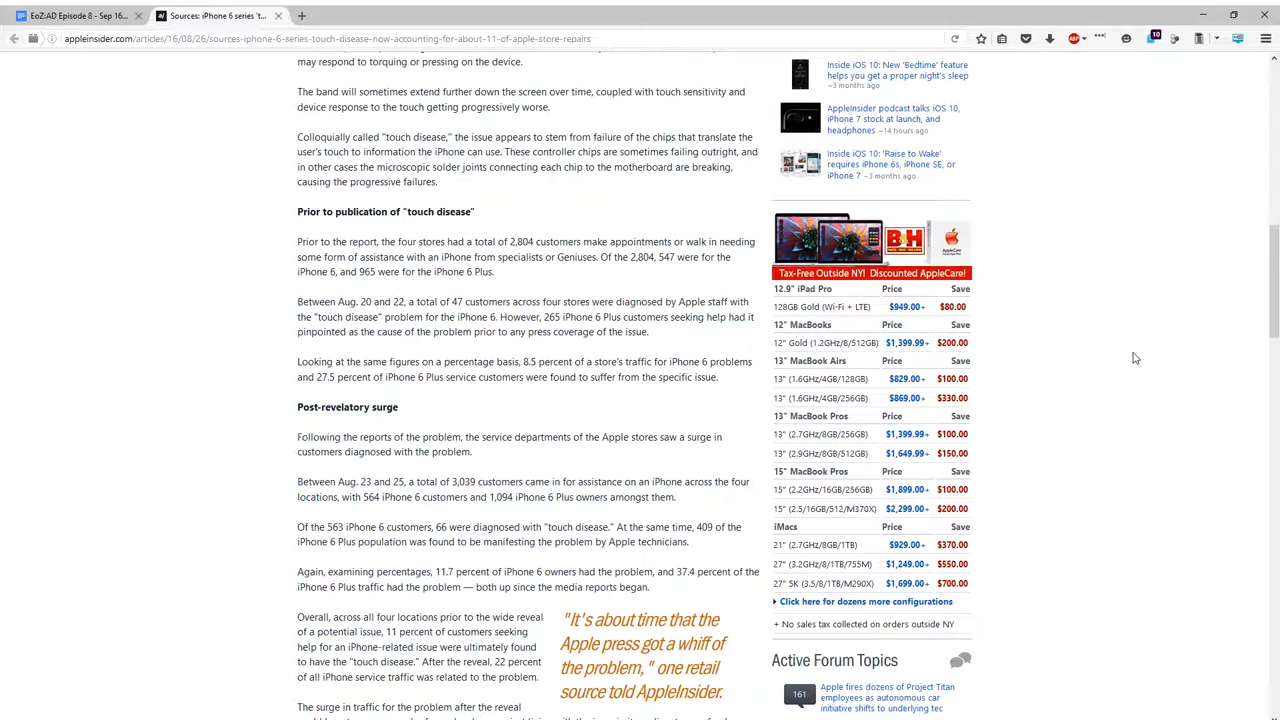 EoZ:AD Episode 8 - Sep 16...
Sources: iPhone 6 series 't...
appleinsider.com/articles/16/08/26/sources-iphone-6-series-touch-disease-now-accounting-for-about-11-of-apple-store-repairs
ABP
10
may respond to torquing or pressing on the device.
The band will sometimes extend further down the screen over time, coupled with touch sensitivity and
device response to the touch getting progressively worse.
Colloquially called "touch disease," the issue appears to stem from failure of the chips that translate the
user's touch to information the iPhone can use. These controller chips are sometimes failing outright, and
in other cases the microscopic solder joints connecting each chip to the motherboard are breaking,
causing the progressive failures.
Prior to publication of "touch disease"
Prior to the report, the four stores had a total of 2,804 customers make appointments or walk in needing
some form of assistance with an iPhone from specialists or Geniuses. Of the 2,804, 547 were for the
iPhone 6, and 965 were for the iPhone 6 Plus.
Between Aug. 20 and 22, a total of 47 customers across four stores were diagnosed by Apple staff with
the "touch disease" problem for the iPhone 6. However, 265 iPhone 6 Plus customers seeking help had it
pinpointed as the cause of the problem prior to any press coverage of the issue.
Looking at the same figures on a percentage basis, 8.5 percent of a store's traffic for iPhone 6 problems
and 27.5 percent of iPhone 6 Plus service customers were found to suffer from the specific issue.
Post-revelatory surge
Following the reports of the problem, the service departments of the Apple stores saw a surge in
customers diagnosed with the problem.
Between Aug. 23 and 25, a total of 3,039 customers came in for assistance on an iPhone across the four
locations, with 564 iPhone 6 customers and 1,094 iPhone 6 Plus owners amongst them.
Of the 563 iPhone 6 customers, 66 were diagnosed with "touch disease." At the same time, 409 of the
iPhone 6 Plus population was found to be manifesting the problem by Apple technicians.
Again, examining percentages, 11.7 percent of iPhone 6 owners had the problem, and 37.4 percent of the
iPhone 6 Plus traffic had the problem — both up since the media reports began.
Overall, across all four locations prior to the wide reveal
of a potential issue, 11 percent of customers seeking
help for an iPhone-related issue were ultimately found
to have the "touch disease." After the reveal, 22 percent
of all iPhone service traffic was related to the problem.
The surge in traffic for the problem after the reveal
"It's about time that the
Apple press got a whiff of
the problem," one retail
source told AppleInsider.
Inside iOS 10: New 'Bedtime' feature
helps you get a proper night's sleep
~3 months ago
AppleInsider podcast talks iOS 10,
iPhone 7 stock at launch, and
headphones ~14 hours ago
Inside iOS 10: 'Raise to Wake'
requires iPhone 6s, iPhone SE, or
iPhone 7 ~3 months ago
B&H
AppleCare
Tax-Free Outside NY! Discounted AppleCare!
12.9" iPad Pro Price Save
128GB Gold (Wi-Fi + LTE) $949.00+ $80.00
12" MacBooks Price Save
12" Gold (1.2GHz/8/512GB) $1,399.99+ $200.00
13" MacBook Airs Price Save
13" (1.6GHz/4GB/128GB) $829.00+ $100.00
13" (1.6GHz/4GB/256GB) $869.00+ $330.00
13" MacBook Pros Price Save
13" (2.7GHz/8GB/256GB) $1,399.99+ $100.00
13" (2.9GHz/8GB/512GB) $1,649.99+ $150.00
15" MacBook Pros Price Save
15" (2.2GHz/16GB/256GB) $1,899.00+ $100.00
15" (2.5/16GB/512/M370X) $2,299.00+ $200.00
iMacs Price Save
21" (2.7GHz/8GB/1TB) $929.00+ $370.00
27" (3.2GHz/8/1TB/755M) $1,249.00+ $550.00
27" 5K (3.5/8/1TB/M290X) $1,699.00+ $700.00
Click here for dozens more configurations
+ No sales tax collected on orders outside NY
Active Forum Topics
161
Apple fires dozens of Project Titan
employees as autonomous car
initiative shifts to underlying tec